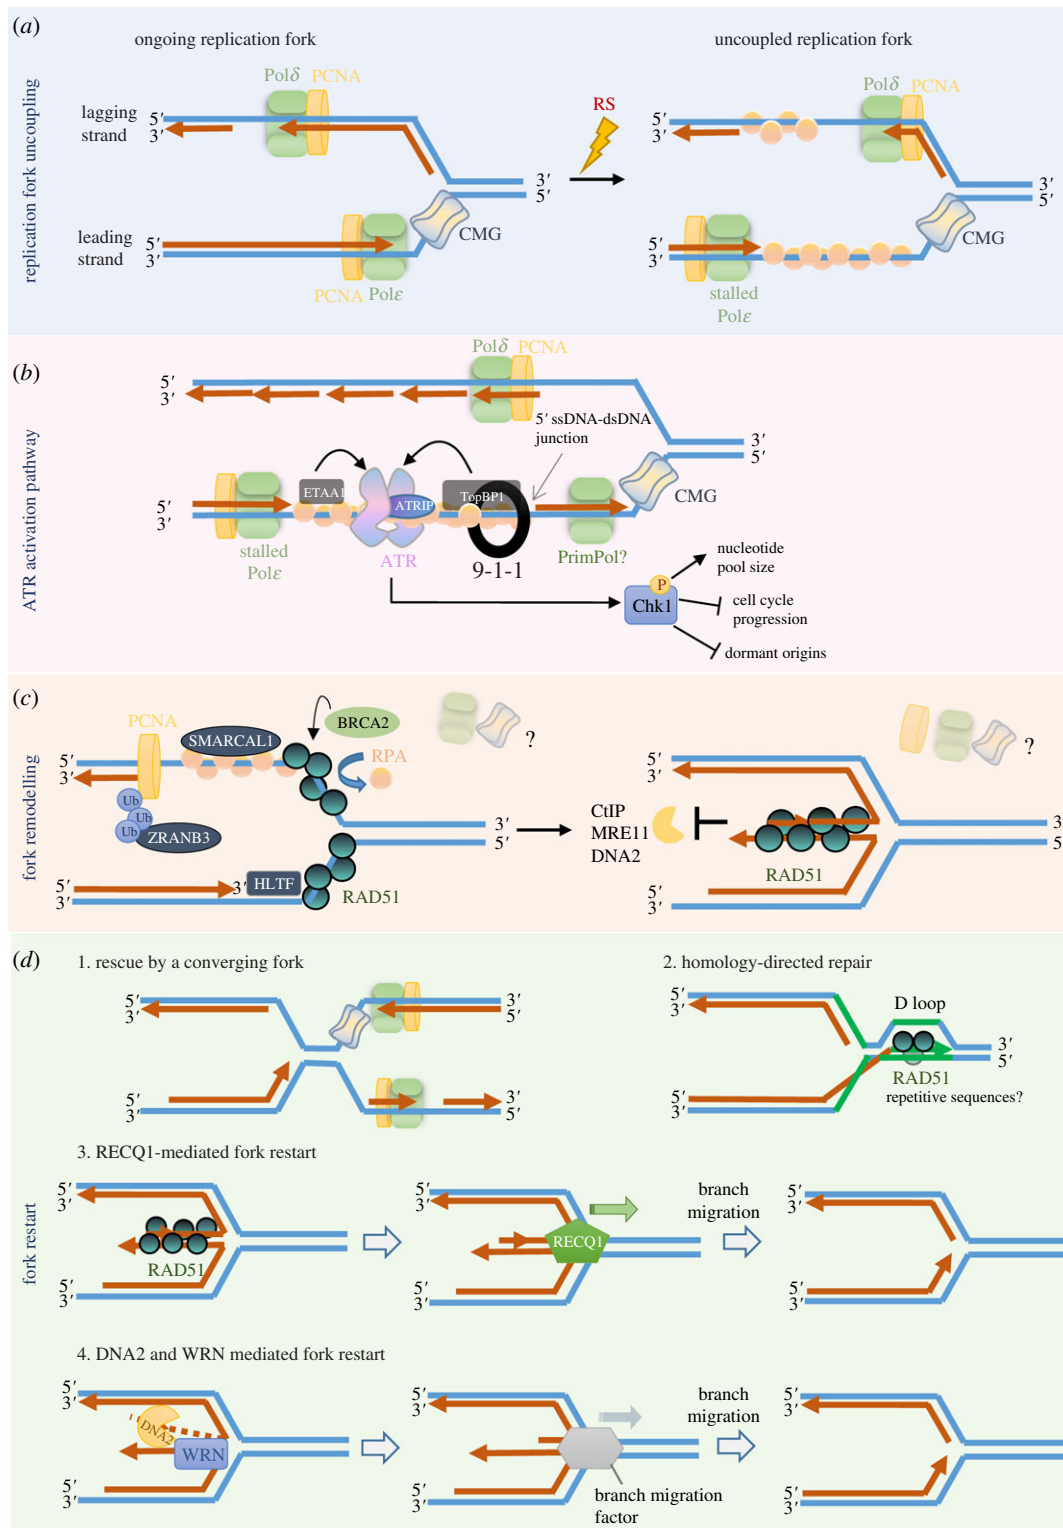 (a)
replication fork uncoupling
ongoing replication fork
uncoupled replication fork
Polδ
PCNA
lagging
strand
5′
3′
3′
5′
CMG
leading
strand
5′
3′
PCNA
Polε
RS
Polδ
PCNA
5′
3′
3′
5′
CMG
5′
3′
stalled
Polε
(b)
ATR activation pathway
Polδ
PCNA
5′
3′
5′ ssDNA-dsDNA
junction
3′
5′
CMG
ETAA1
ATRIP
TopBP1
5′
3′
stalled
Polε
ATR
9-1-1
PrimPol?
P
Chk1
nucleotide
pool size
cell cycle
progression
dormant origins
(c)
fork remodelling
PCNA
SMARCAL1
BRCA2
RPA
?
5′
3′
Ub
Ub
Ub
ZRANB3
3′
5′
5′
3′
3′
HLTF
RAD51
?
5′
3′
CtIP
MRE11
DNA2
RAD51
3′
5′
5′
3′
(d)
fork restart
1. rescue by a converging fork
5′
3′
3′
5′
5′
3′
3′
5′
2. homology-directed repair
5′
3′
D loop
3′
5′
RAD51
repetitive sequences?
5′
3′
3. RECQ1-mediated fork restart
5′
3′
RAD51
5′
3′
5′
3′
RECQ1
5′
3′
branch
migration
5′
3′
5′
3′
4. DNA2 and WRN mediated fork restart
5′
3′
DNA2
WRN
5′
3′
5′
3′
5′
3′
branch migration
factor
branch
migration
5′
3′
5′
3′